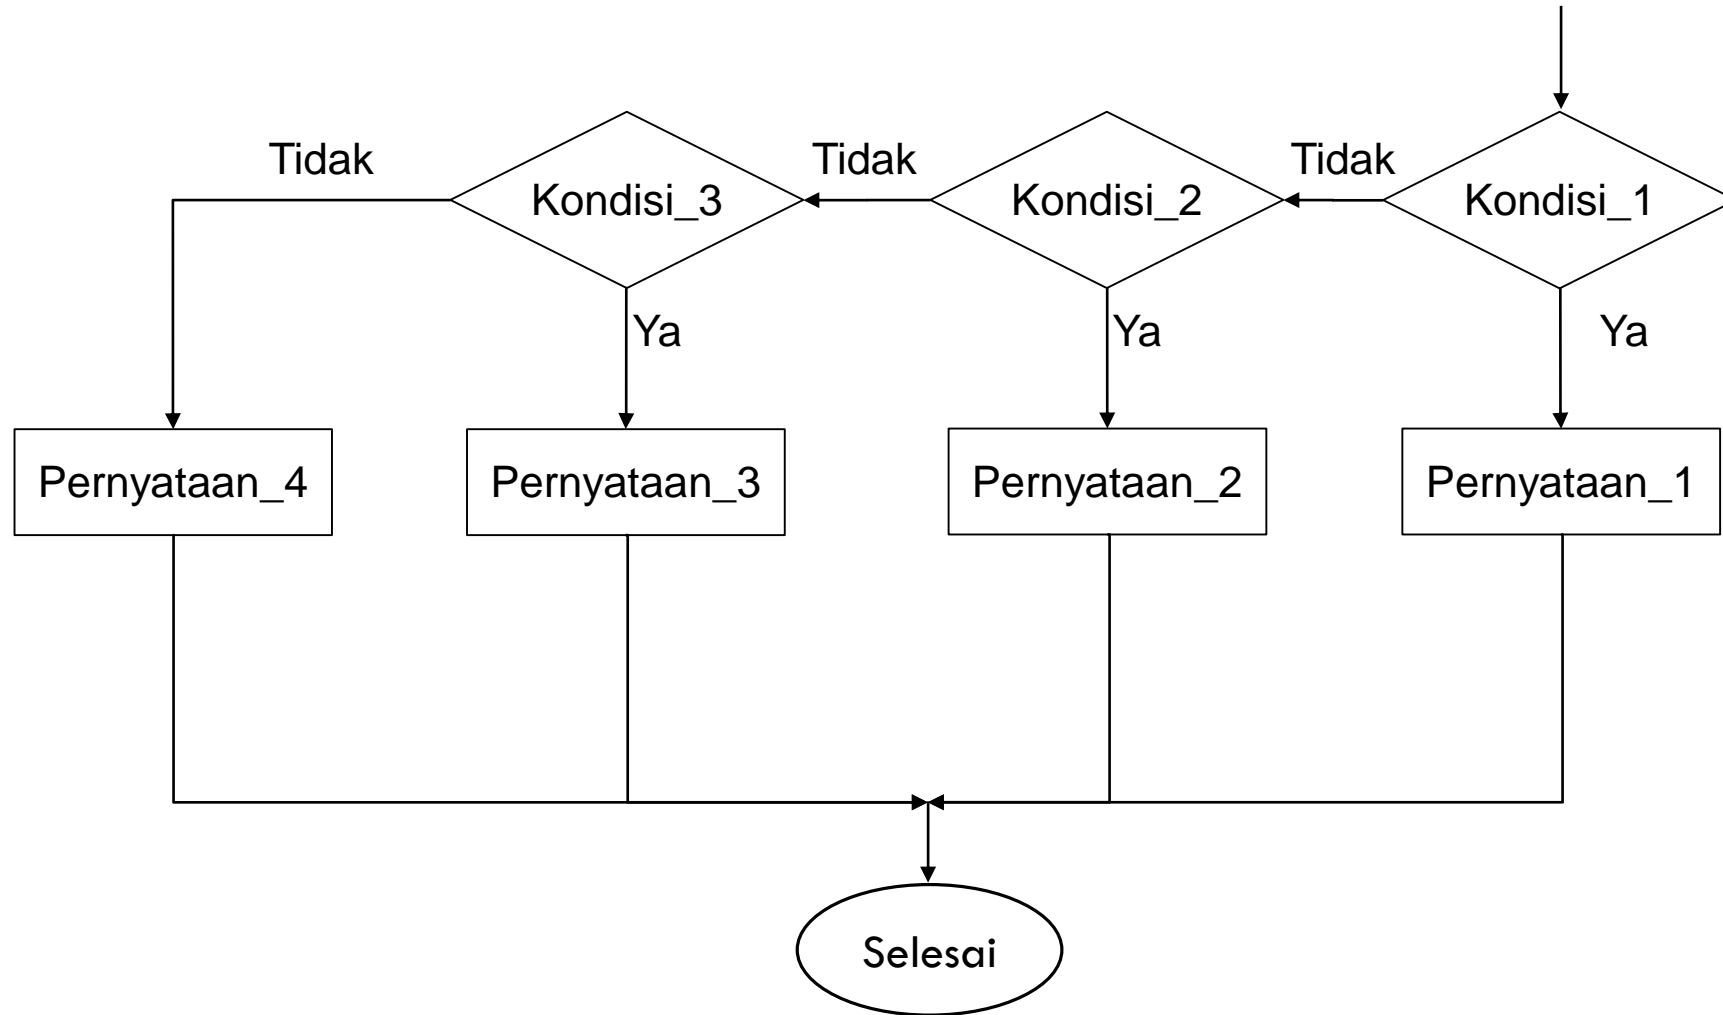 Tidak
Tidak
Tidak
Kondisi_3
Kondisi_2
Kondisi_1
Ya
Ya
Ya
Pernyataan_4
Pernyataan_3
Pernyataan_2
Pernyataan_1
Selesai